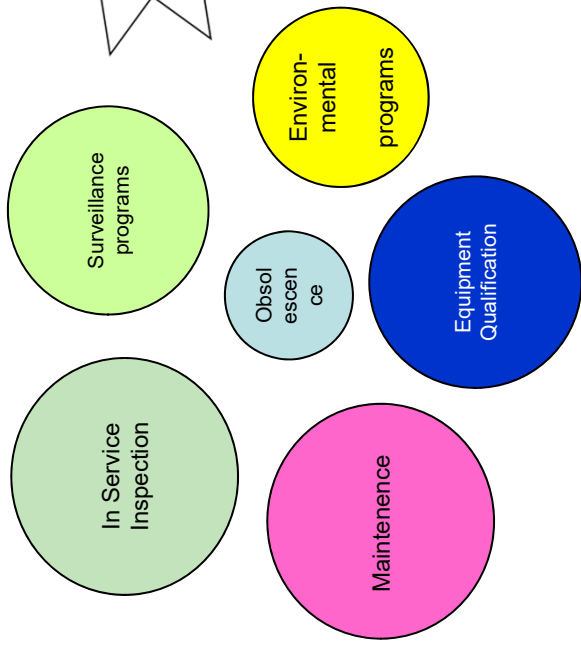 In Service
Inspection
Surveillance
programs
Maintenence
Obsol
escen
ce
Environ-
mental
programs
Equipment
Qualification